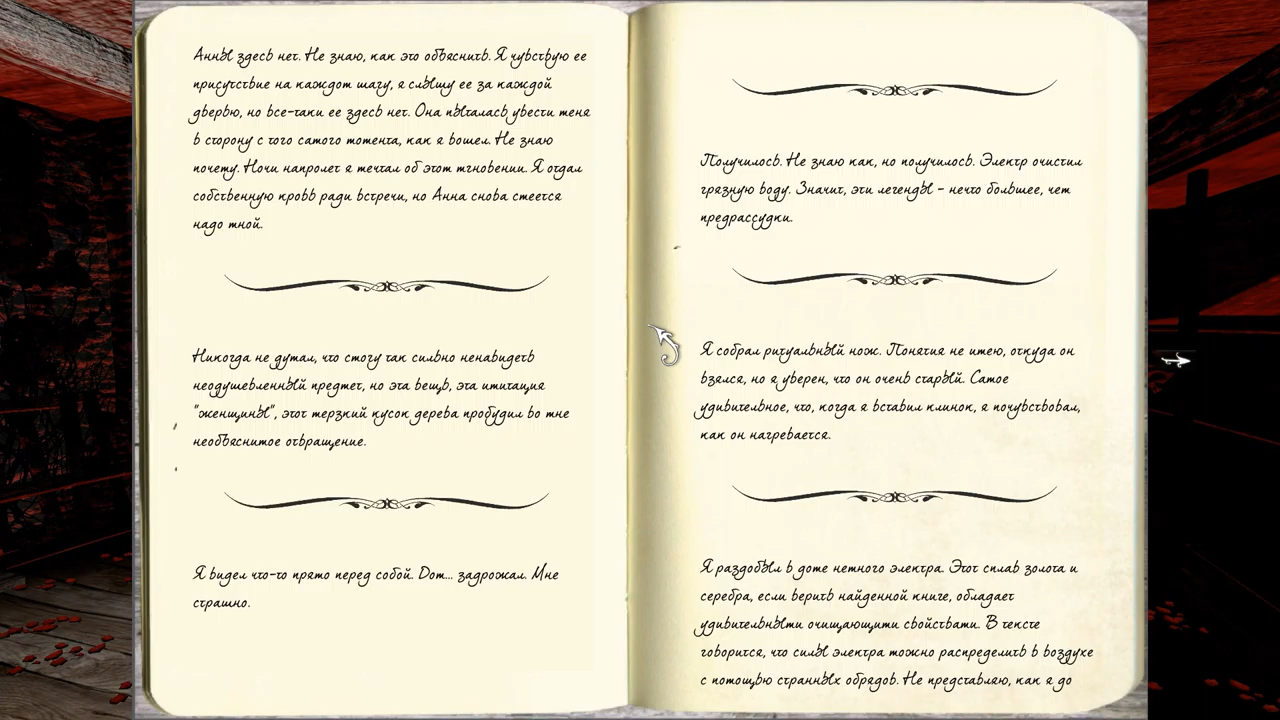 Анны здесь нет. Не знаю, как это объяснить. Я чувствую ее
присутствие на каждом шагу, я слышу ее за каждой
дверью, но все-таки ее здесь нет. Она пыталась увести меня
в сторону с того самого момента, как я вошел. Не знаю
почему. Ночи напролет я мечтал об этом мгновении. Я отдал
собственную кровь ради встречи, но Анна снова смеется
надо мной.
Никогда не думал, что смогу так сильно ненавидеть
неодушевленный предмет, но эта вещь, эта имитация
"женщины", этот мерзкий кусок дерева пробудил во мне
необъяснимое отвращение.
Я видел что-то прямо перед собой. Дом... задрожал. Мне
страшно.
Получилось. Не знаю как, но получилось. Электр очистил
грязную воду. Значит, эти легенды – нечто большее, чем
предрассудки.
Я собрал ритуальный нож. Понятия не имею, откуда он
взялся, но я уверен, что он очень старый. Самое
удивительное, что, когда я вставил клинок, я почувствовал,
как он нагревается.
Я раздобыл в доме немного электра. Этот сплав золота и
серебра, если верить найденной книге, обладает
удивительными очищающими свойствами. В тексте
говорится, что силы электра можно распределить в воздухе
с помощью странных обрядов. Не представляю, как я до